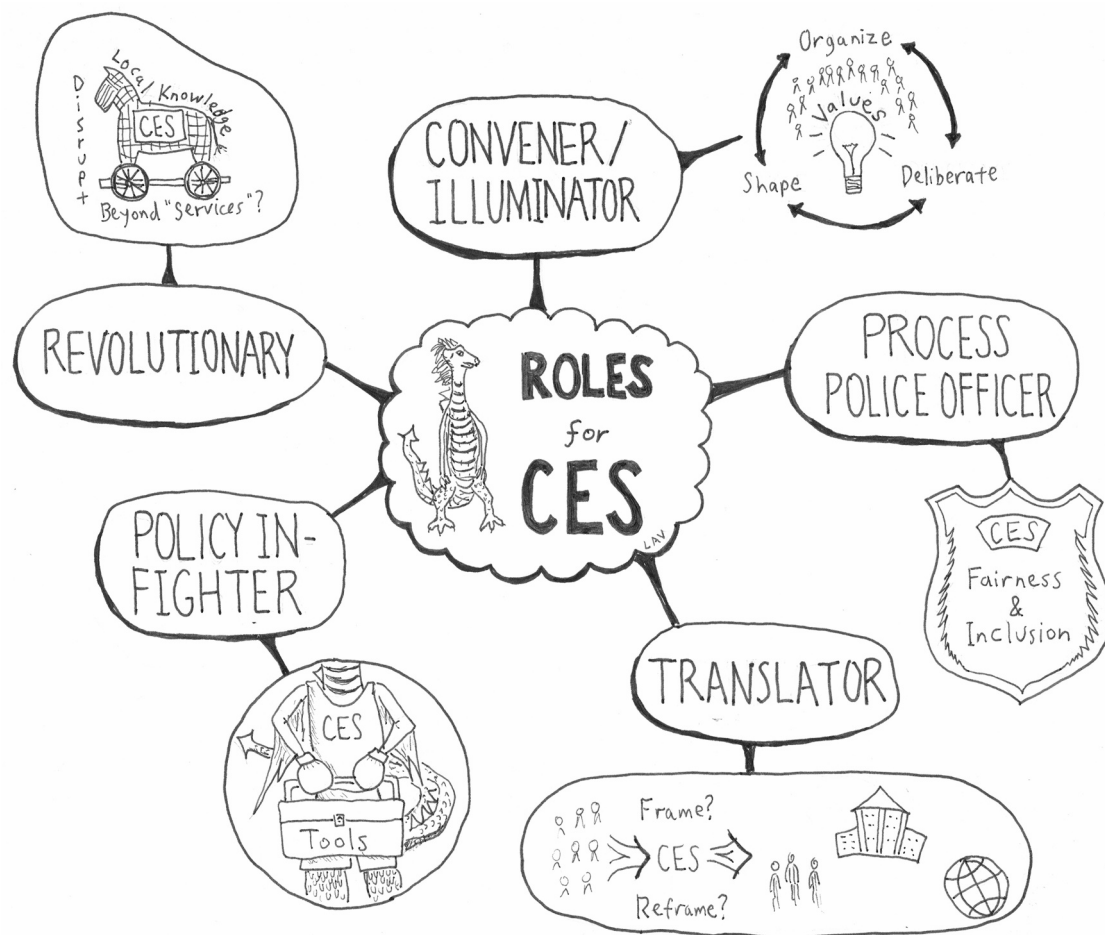 Disrupt
Local Knowledge
CES
Beyond "Services"?
REVOLUTIONARY
CONVENER/
ILLUMINATOR
Organize
Values
Shape
Deliberate
ROLES
for
CES
LAV
PROCESS
POLICE OFFICER
CES
Fairness
&
Inclusion
POLICY IN-
FIGHTER
CES
Tools
TRANSLATOR
Frame?
CES
Reframe?